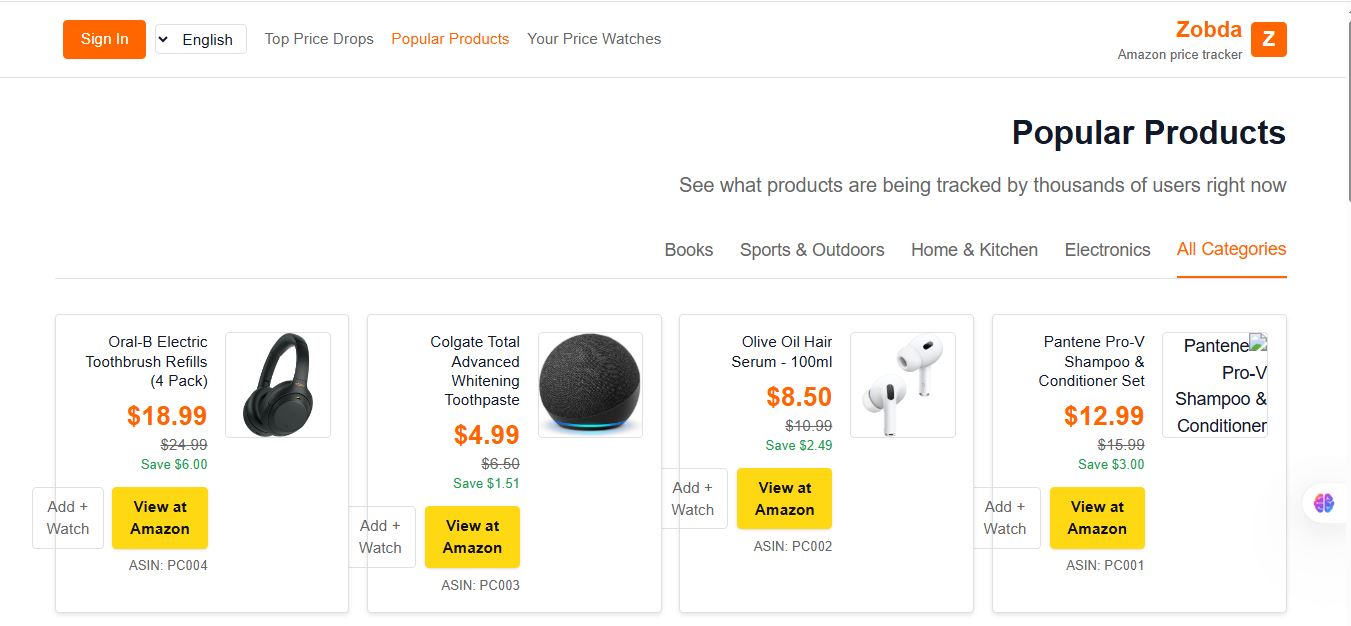 Sign In
English
Top Price Drops
Popular Products
Your Price Watches
Zobda
Z
Amazon price tracker
Popular Products
See what products are being tracked by thousands of users right now
Books
Sports & Outdoors
Home & Kitchen
Electronics
All Categories
Oral-B Electric
Toothbrush Refills
(4 Pack)
$18.99
$24.99
Save $6.00
Add +
Watch
View at
Amazon
ASIN: PC004
Colgate Total
Advanced
Whitening
Toothpaste
$4.99
$6.50
Save $1.51
Add +
Watch
View at
Amazon
ASIN: PC003
Olive Oil Hair
Serum - 100ml
$8.50
$10.99
Save $2.49
Add +
Watch
View at
Amazon
ASIN: PC002
Pantene Pro-V
Shampoo &
Conditioner Set
$12.99
$15.99
Save $3.00
Add +
Watch
View at
Amazon
ASIN: PC001
Pantene
Pro-V
Shampoo &
Conditioner